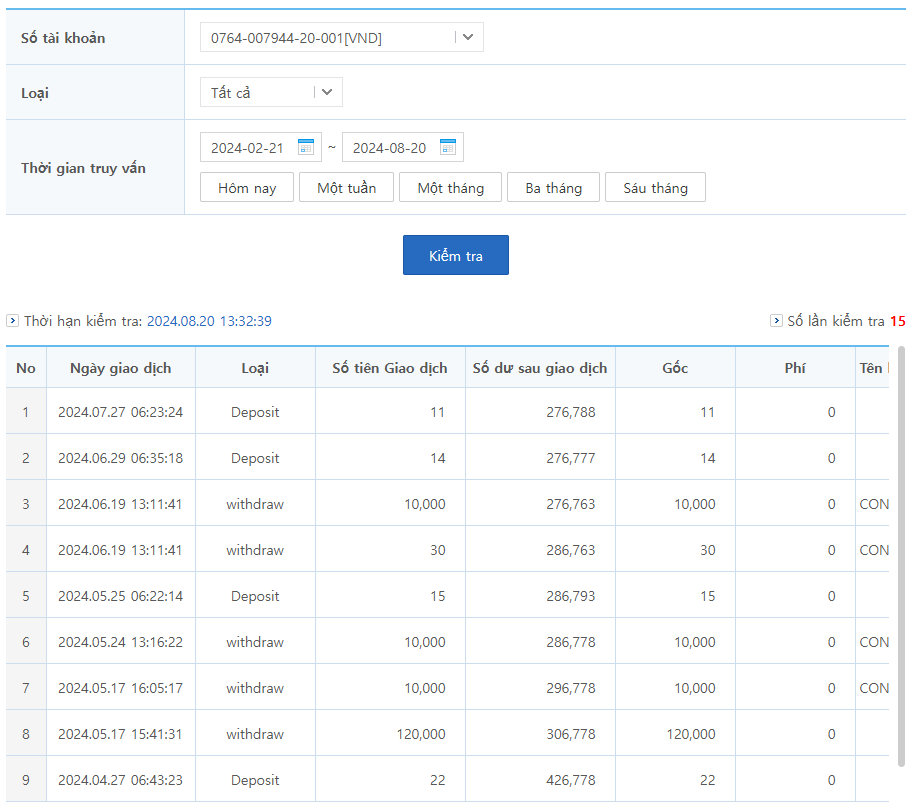 Số tài khoản 0764-007944-20-001[VND]
Loại Tất cả
Thời gian truy vấn 2024-02-21 ~ 2024-08-20
Hôm nay Một tuần Một tháng Ba tháng Sáu tháng
Kiểm tra
Thời hạn kiểm tra: 2024.08.20 13:32:39 Số lần kiểm tra 15
No Ngày giao dịch Loại Số tiên Giao dịch Số dư sau giao dịch Gốc Phí Tên
1 2024.07.27 06:23:24 Deposit 11 276,788 11 0
2 2024.06.29 06:35:18 Deposit 14 276,777 14 0
3 2024.06.19 13:11:41 withdraw 10,000 276,763 10,000 0 CON
4 2024.06.19 13:11:41 withdraw 30 286,763 30 0 CON
5 2024.05.25 06:22:14 Deposit 15 286,793 15 0
6 2024.05.24 13:16:22 withdraw 10,000 286,778 10,000 0 CON
7 2024.05.17 16:05:17 withdraw 10,000 296,778 10,000 0 CON
8 2024.05.17 15:41:31 withdraw 120,000 306,778 120,000 0
9 2024.04.27 06:43:23 Deposit 22 426,778 22 0